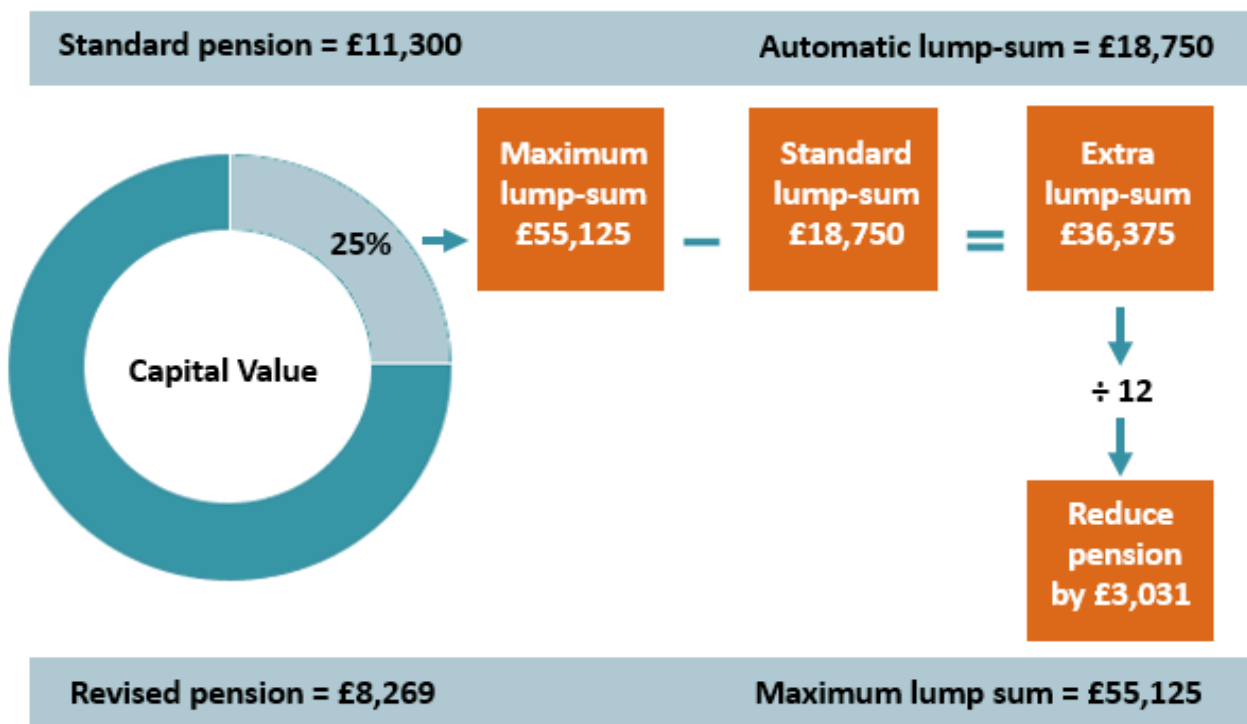 Standard pension = £11,300
Automatic lump-sum = £18,750
Maximum
lump-sum
£55,125
–
Standard
lump-sum
£18,750
=
Extra
lump-sum
£36,375
25%
Capital Value
÷ 12
Reduce
pension
by £3,031
Revised pension = £8,269
Maximum lump sum = £55,125